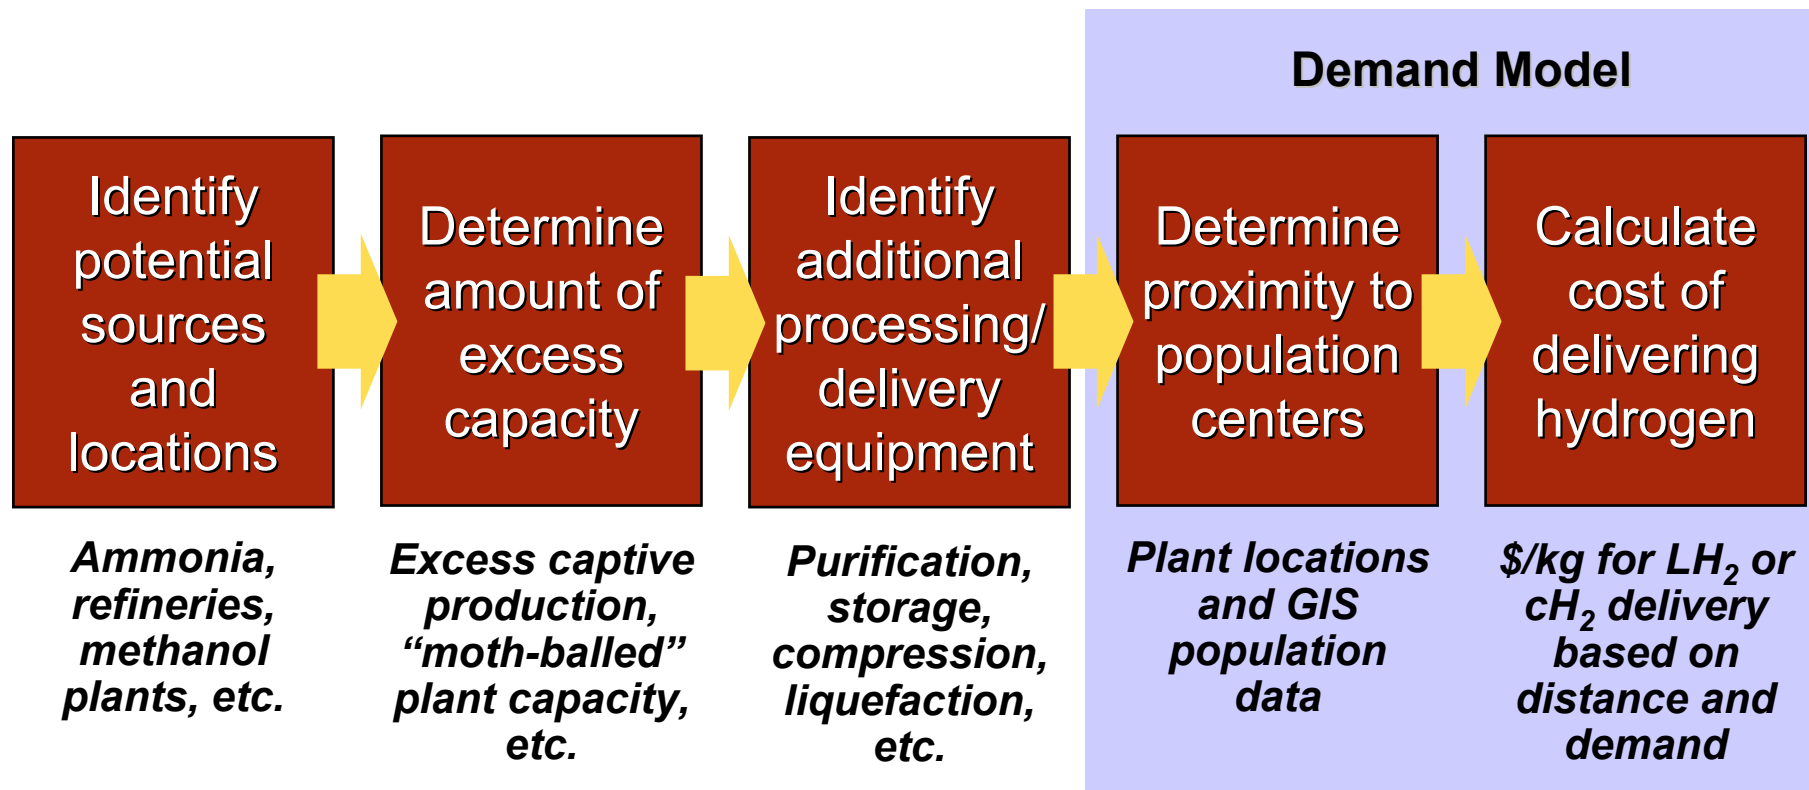 Demand Model
Identify
potential
sources
and
locations
Determine
amount of
excess
capacity
Identify
additional
processing/
delivery
equipment
Determine
proximity to
population
centers
Calculate
cost of
delivering
hydrogen
Ammonia,
refineries,
methanol
plants, etc.
Excess captive
production,
“moth-balled”
plant capacity,
etc.
Purification,
storage,
compression,
liquefaction,
etc.
Plant locations
and GIS
population
data
$/kg for LH₂ or
cH₂ delivery
based on
distance and
demand